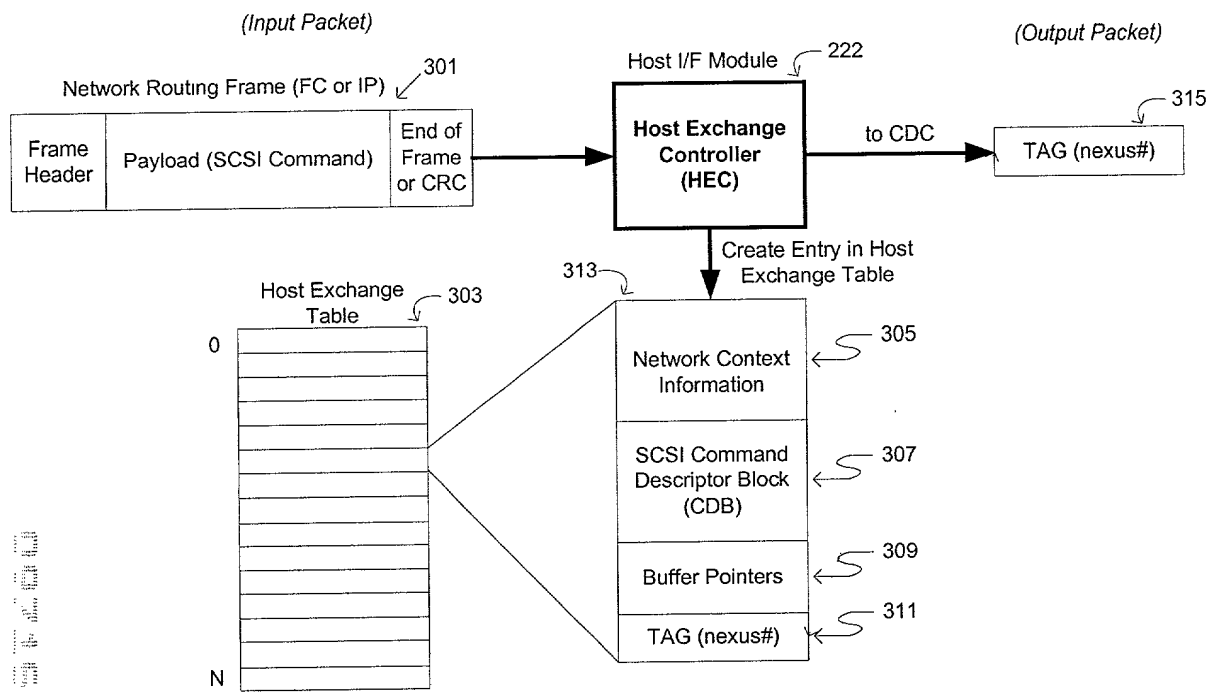 (Input Packet)
(Output Packet)
Network Routing Frame (FC or IP)
301
Host I/F Module
222
315
Frame
Header
Payload (SCSI Command)
End of
Frame
or CRC
Host Exchange
Controller
(HEC)
to CDC
TAG (nexus#)
Create Entry in Host
Exchange Table
313
Host Exchange
Table
303
0
N
Network Context
Information
305
SCSI Command
Descriptor Block
(CDB)
307
Buffer Pointers
309
TAG (nexus#)
311